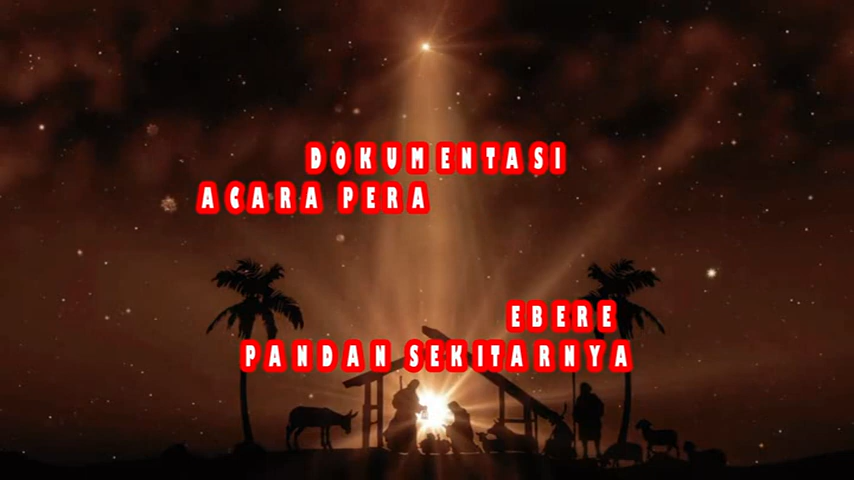 DOKUMENTASI
ACARA PERA
EBERE
PANDAN SEKITARNYA